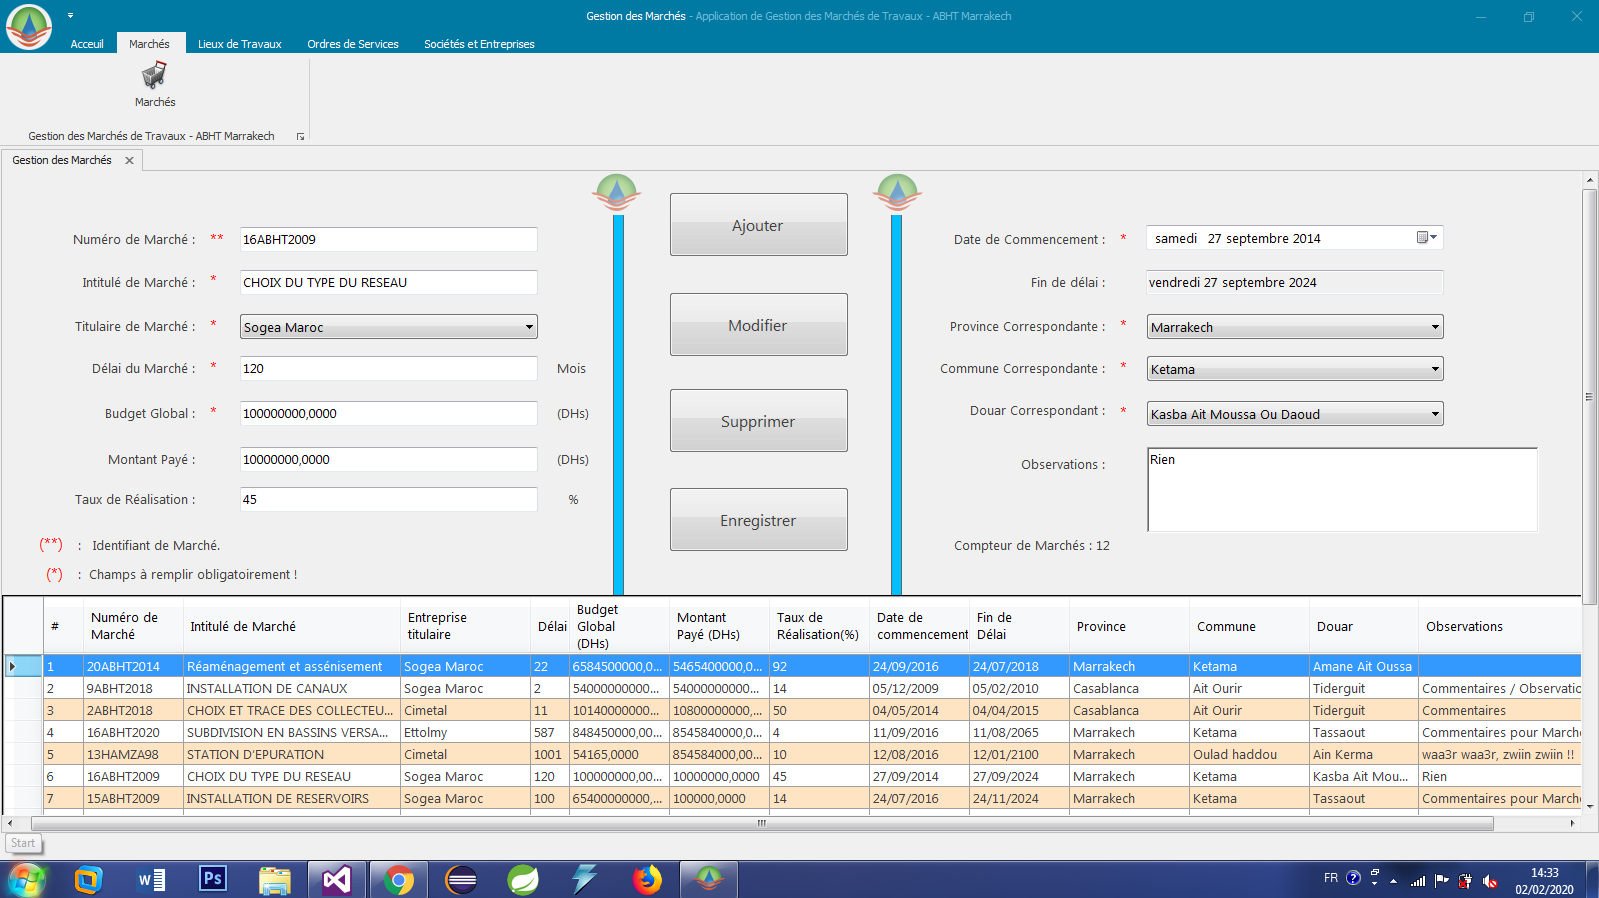 Gestion des Marchés - Application de Gestion des Marchés de Travaux - ABHT Marrakech
Acceuil Marchés Lieux de Travaux Ordres de Services Sociétés et Entreprises
Marchés
Gestion des Marchés de Travaux - ABHT Marrakech
Gestion des Marchés
Numéro de Marché : ** 16ABHT2009
Intitulé de Marché : * CHOIX DU TYPE DU RESEAU
Titulaire de Marché : * Sogea Maroc
Délai du Marché : * 120 Mois
Budget Global : * 100000000,0000 (DHs)
Montant Payé : 10000000,0000 (DHs)
Taux de Réalisation : 45 %
(**) : Identifiant de Marché.
(*) : Champs à remplir obligatoirement !
Ajouter
Modifier
Supprimer
Enregistrer
Date de Commencement : * samedi 27 septembre 2014
Fin de délai : vendredi 27 septembre 2024
Province Correspondante : * Marrakech
Commune Correspondante : * Ketama
Douar Correspondant : * Kasba Ait Moussa Ou Daoud
Observations : Rien
Compteur de Marchés : 12
# Numéro de Marché Intitulé de Marché Entreprise titulaire Délai Budget Global (DHs) Montant Payé (DHs) Taux de Réalisation(%) Date de commencement Fin de Délai Province Commune Douar Observations
1 20ABHT2014 Réaménagement et assénisement Sogea Maroc 22 6584500000,0... 5465400000,0... 92 24/09/2016 24/07/2018 Marrakech Ketama Amane Ait Oussa
2 9ABHT2018 INSTALLATION DE CANAUX Sogea Maroc 2 54000000000... 54000000000... 14 05/12/2009 05/02/2010 Casablanca Ait Ourir Tiderguit Commentaires / Observatio
3 2ABHT2018 CHOIX ET TRACE DES COLLECTEU... Cimetal 11 10140000000... 10800000000... 50 04/05/2014 04/04/2015 Casablanca Ait Ourir Tiderguit Commentaires
4 16ABHT2020 SUBDIVISION EN BASSINS VERSA... Ettolmy 587 848450000,00... 8545840000,0... 4 11/09/2016 11/08/2065 Marrakech Ketama Tassaout Commentaires pour Marche
5 13HAMZA98 STATION D'EPURATION Cimetal 1001 54165,0000 854584000,00... 10 12/08/2016 12/01/2100 Marrakech Oulad haddou Ain Kerma waa3r waa3r, zwiin zwiin !!
6 16ABHT2009 CHOIX DU TYPE DU RESEAU Sogea Maroc 120 100000000,00... 10000000,0000 45 27/09/2014 27/09/2024 Marrakech Ketama Kasba Ait Mou... Rien
7 15ABHT2009 INSTALLATION DE RESERVOIRS Sogea Maroc 100 65400000000,... 100000,0000 14 24/07/2016 24/11/2024 Marrakech Ketama Tassaout Commentaires pour Marche
Start
W Ps FR ? 14:33
02/02/2020